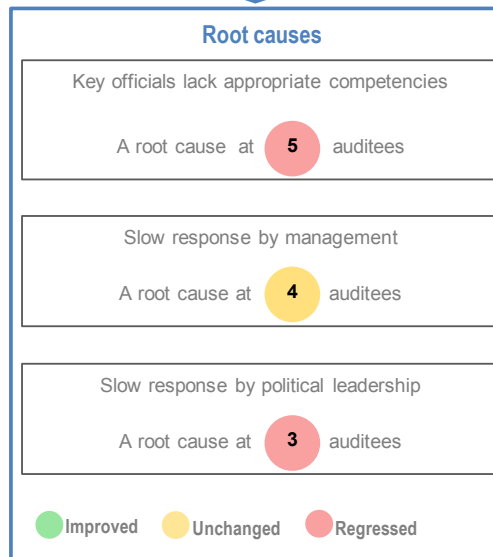 Root causes
Key officials lack appropriate competencies
A root cause at 5 auditees
Slow response by management
A root cause at 4 auditees
Slow response by political leadership
A root cause at 3 auditees
Improved Unchanged Regressed